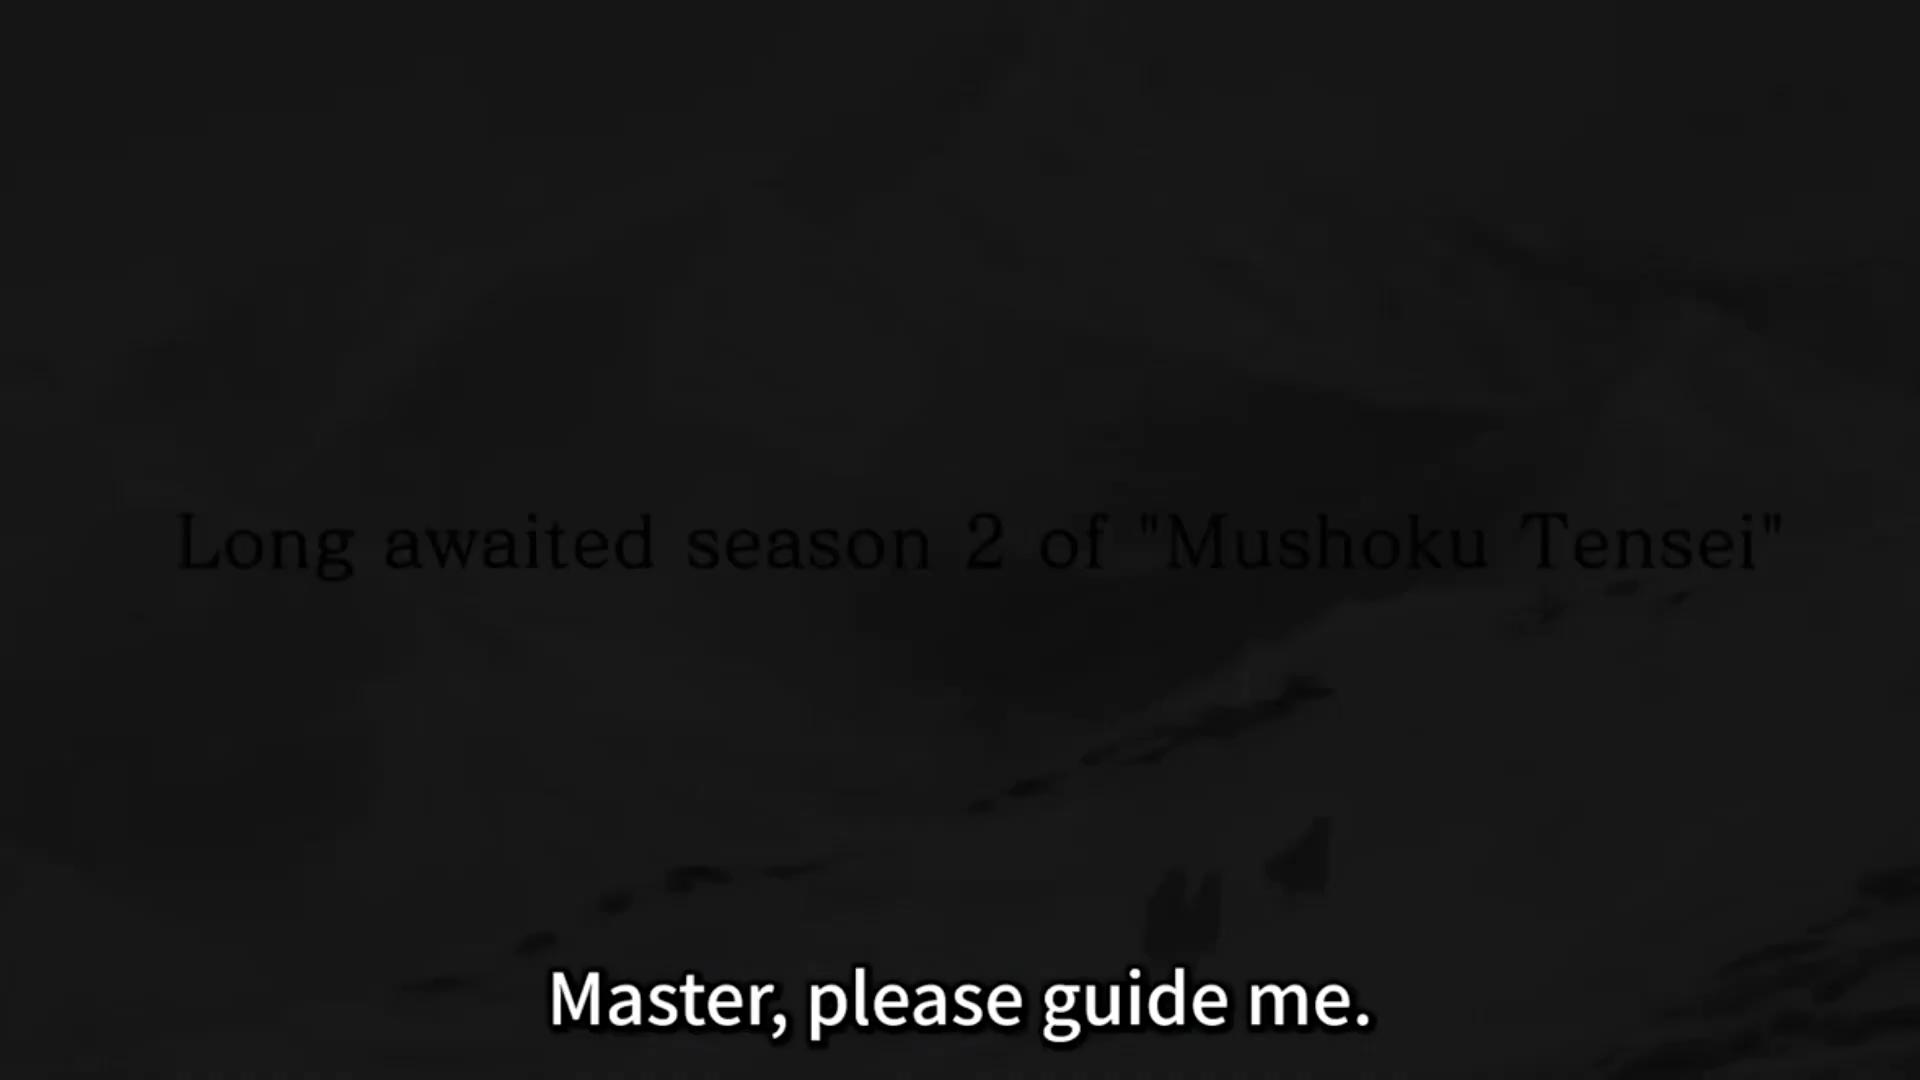 Long awaited season 2 of "Mushoku Tensei"
Master, please guide me.